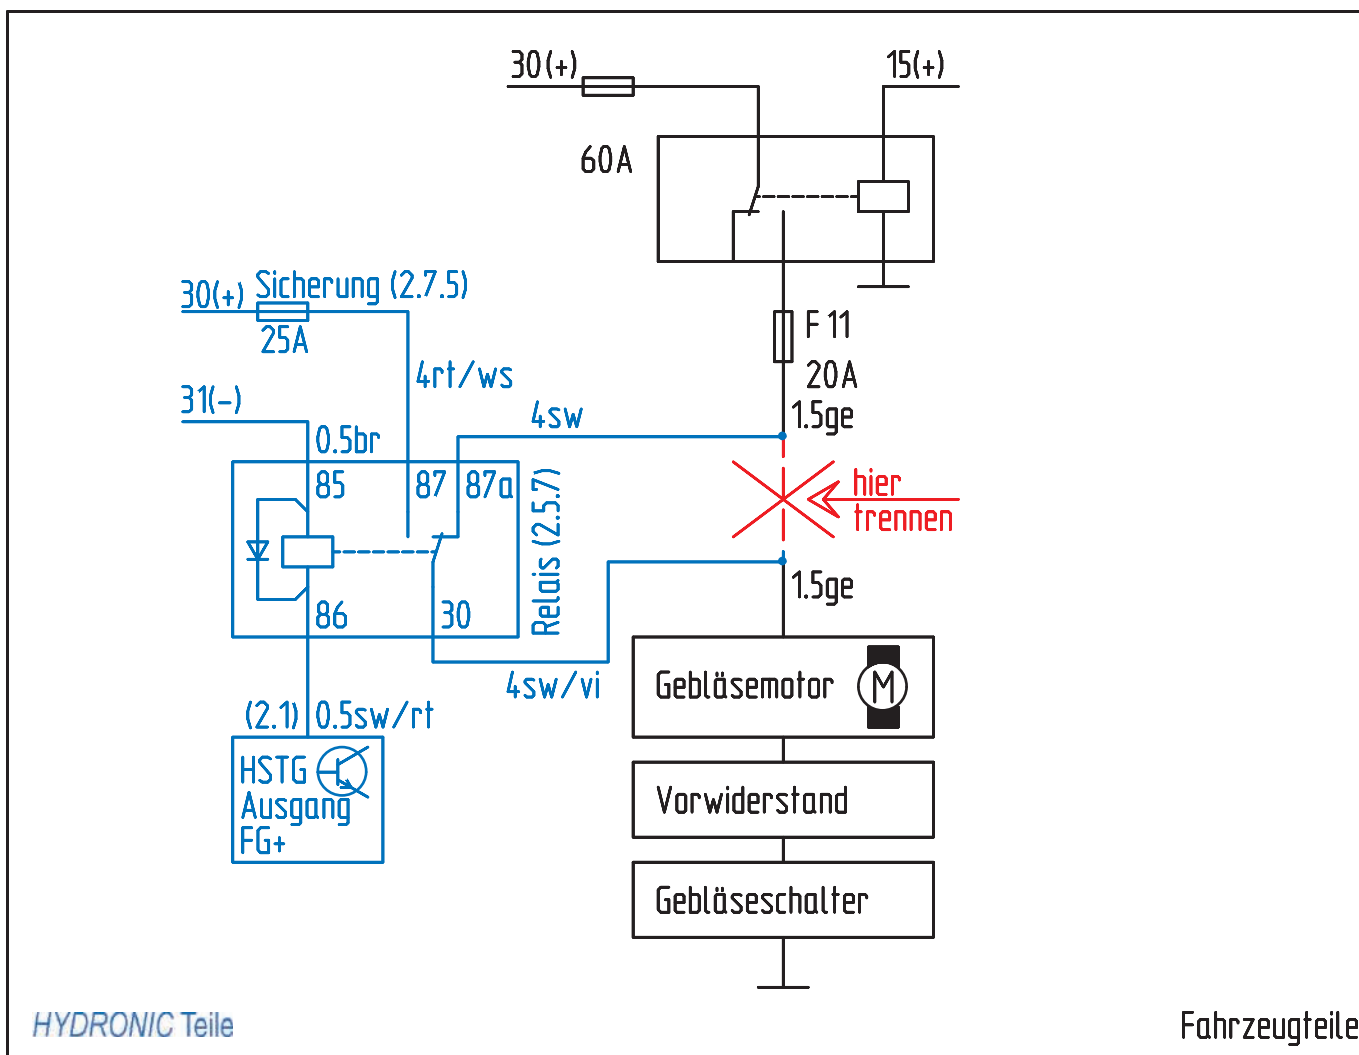 30(+)
15(+)
60A
30(+)
Sicherung (2.7.5)
25A
F 11
20A
4rt/ws
31(-)
4sw
1.5ge
0.5br
85
87
87a
Relais (2.5.7)
hier
trennen
86
30
1.5ge
4sw/vi
Gebläsemotor
M
(2.1)
0.5sw/rt
HSTG
Ausgang
FG+
Vorwiderstand
Gebläseschalter
HYDRONIC Teile
Fahrzeugteile